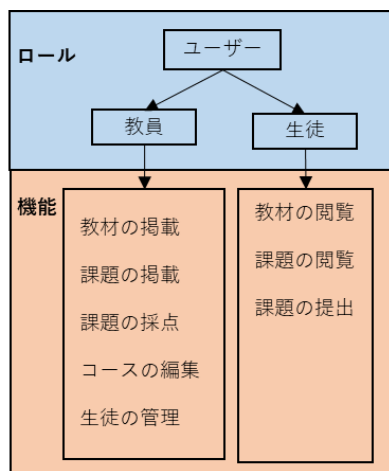 ロール
ユーザー
教員
生徒
機能
教材の掲載
課題の掲載
課題の採点
コースの編集
生徒の管理
教材の閲覧
課題の閲覧
課題の提出